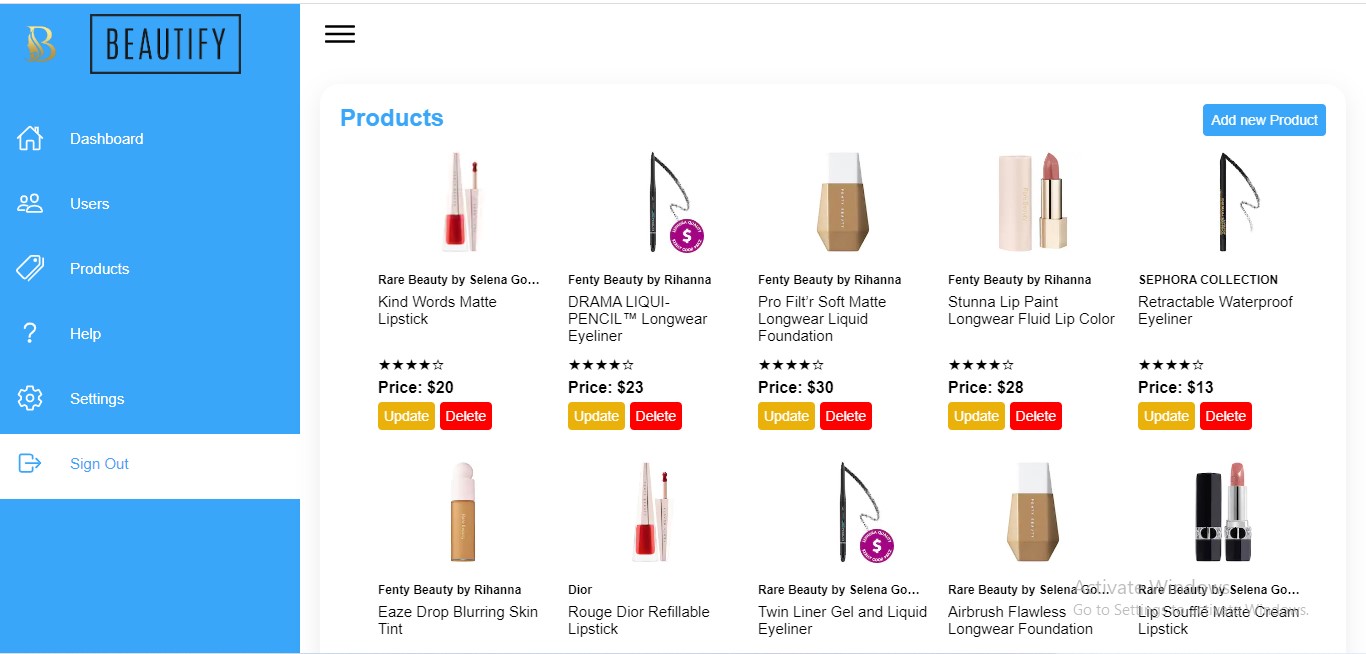 B BEAUTIFY
Dashboard
Users
Products
Help
Settings
Sign Out
Products
Add new Product
Rare Beauty by Selena Go...
Kind Words Matte
Lipstick
★★★★☆
Price: $20
Update Delete
Fenty Beauty by Rihanna
DRAMA LIQUI-
PENCIL™ Longwear
Eyeliner
★★★★☆
Price: $23
Update Delete
Fenty Beauty by Rihanna
Pro Filt’r Soft Matte
Longwear Liquid
Foundation
★★★★☆
Price: $30
Update Delete
Fenty Beauty by Rihanna
Stunna Lip Paint
Longwear Fluid Lip Color
★★★★☆
Price: $28
Update Delete
SEPHORA COLLECTION
Retractable Waterproof
Eyeliner
★★★★☆
Price: $13
Update Delete
Fenty Beauty by Rihanna
Eaze Drop Blurring Skin
Tint
Dior
Rouge Dior Refillable
Lipstick
Rare Beauty by Selena Go...
Twin Liner Gel and Liquid
Eyeliner
Rare Beauty by Selena Go...
Airbrush Flawless
Longwear Foundation
Rare Beauty by Selena Go...
Lip Soufflé Matte Cream
Lipstick
Activate Windows
Go to Settings to activate Windows.